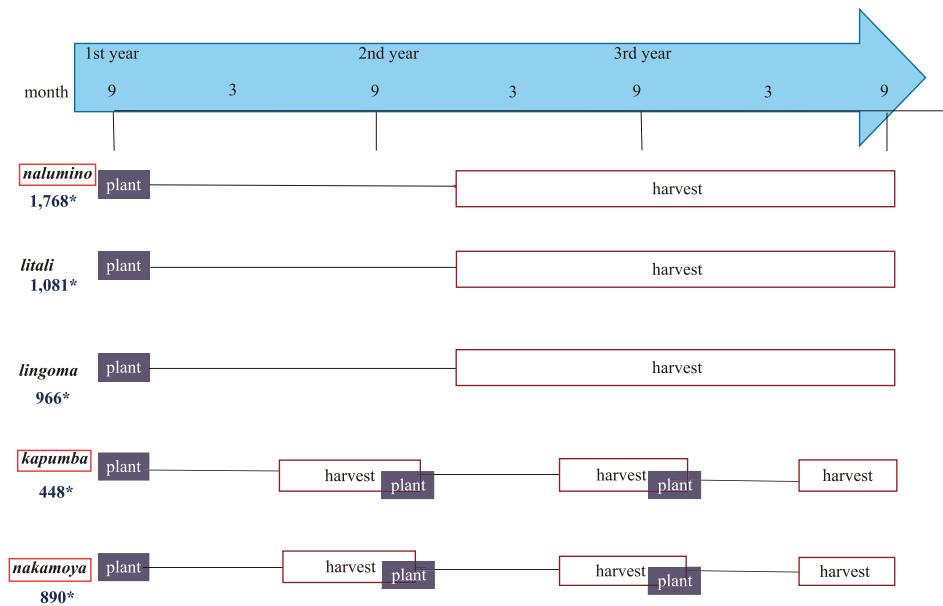 1st year 2nd year 3rd year
month 9 3 9 3 9 3 9
nalumino plant harvest
1,768*
litali plant harvest
1,081*
lingoma plant harvest
966*
kapumba plant harvest plant harvest plant harvest
448*
nakamoya plant harvest plant harvest plant harvest
890*